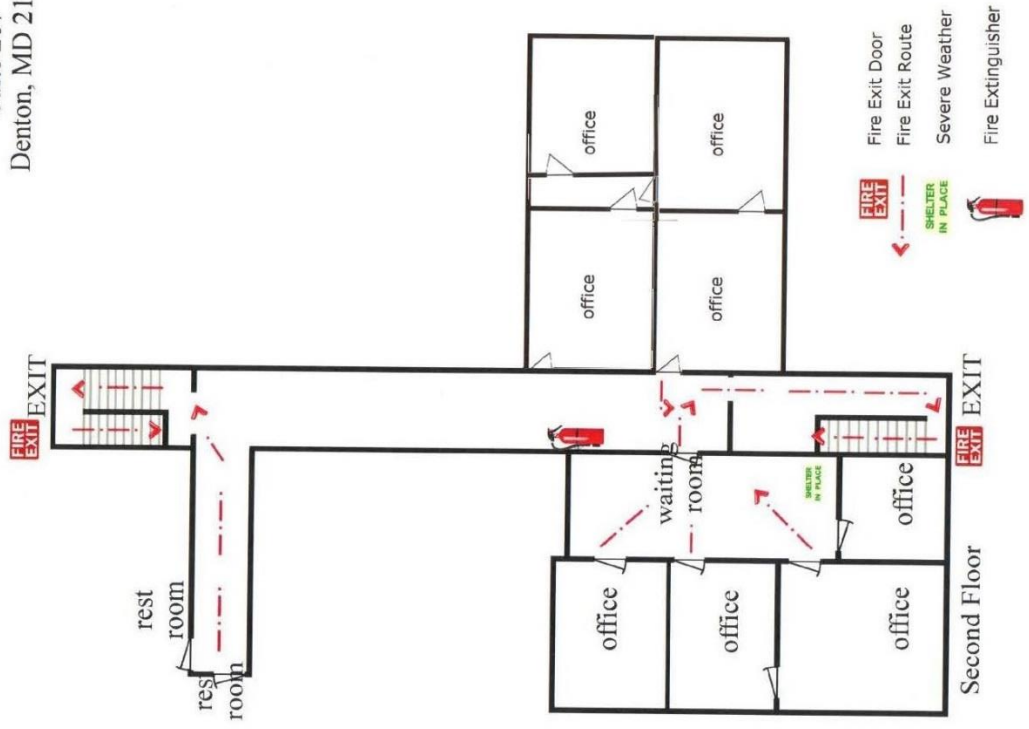 Denton, MD 21
FIRE
EXIT
EXIT
office
office
office
office
rest
room
rest
room
waiting
room
SHELTER
IN PLACE
office
office
office
office
FIRE
EXIT
EXIT
Second Floor
FIRE
EXIT
Fire Exit Door
Fire Exit Route
SHELTER
IN PLACE
Severe Weather
Fire Extinguisher